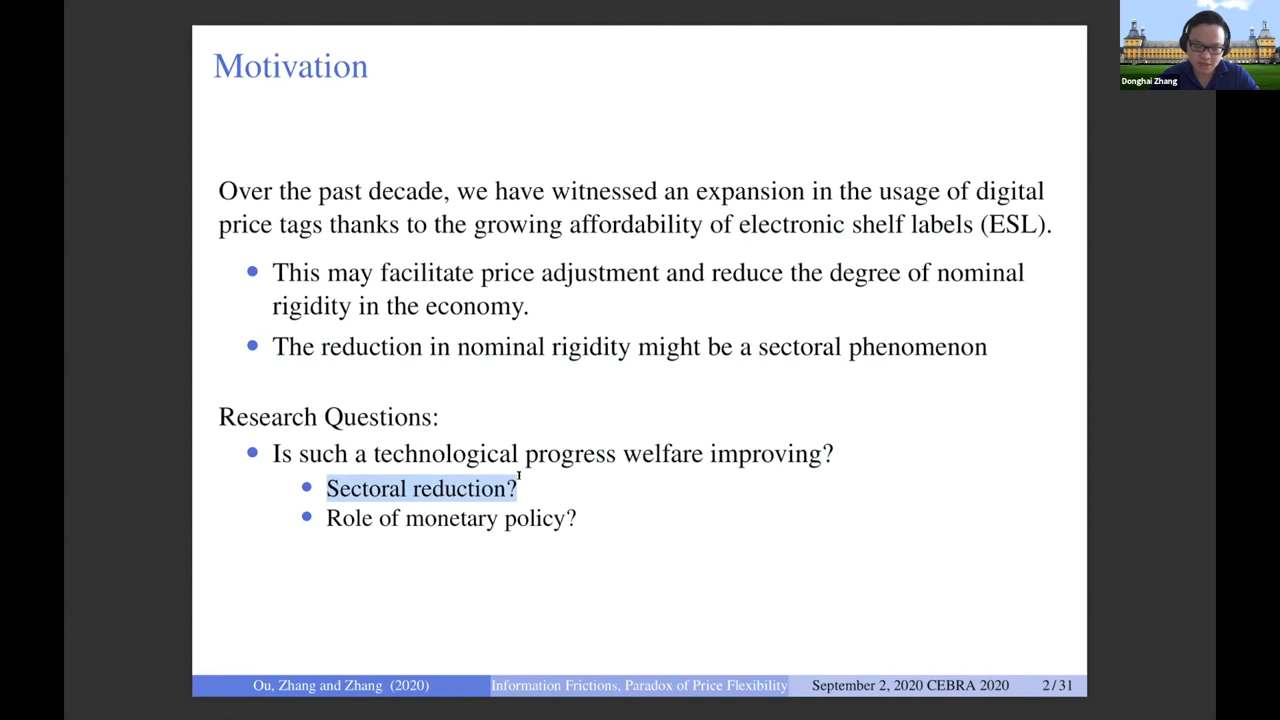 Motivation
Donghai Zhang
Over the past decade, we have witnessed an expansion in the usage of digital
price tags thanks to the growing affordability of electronic shelf labels (ESL).
This may facilitate price adjustment and reduce the degree of nominal
rigidity in the economy.
The reduction in nominal rigidity might be a sectoral phenomenon
Research Questions:
Is such a technological progress welfare improving?
Sectoral reduction?
Role of monetary policy?
Ou, Zhang and Zhang (2020) Information Frictions, Paradox of Price Flexibility September 2, 2020 CEBRA 2020 2 / 31